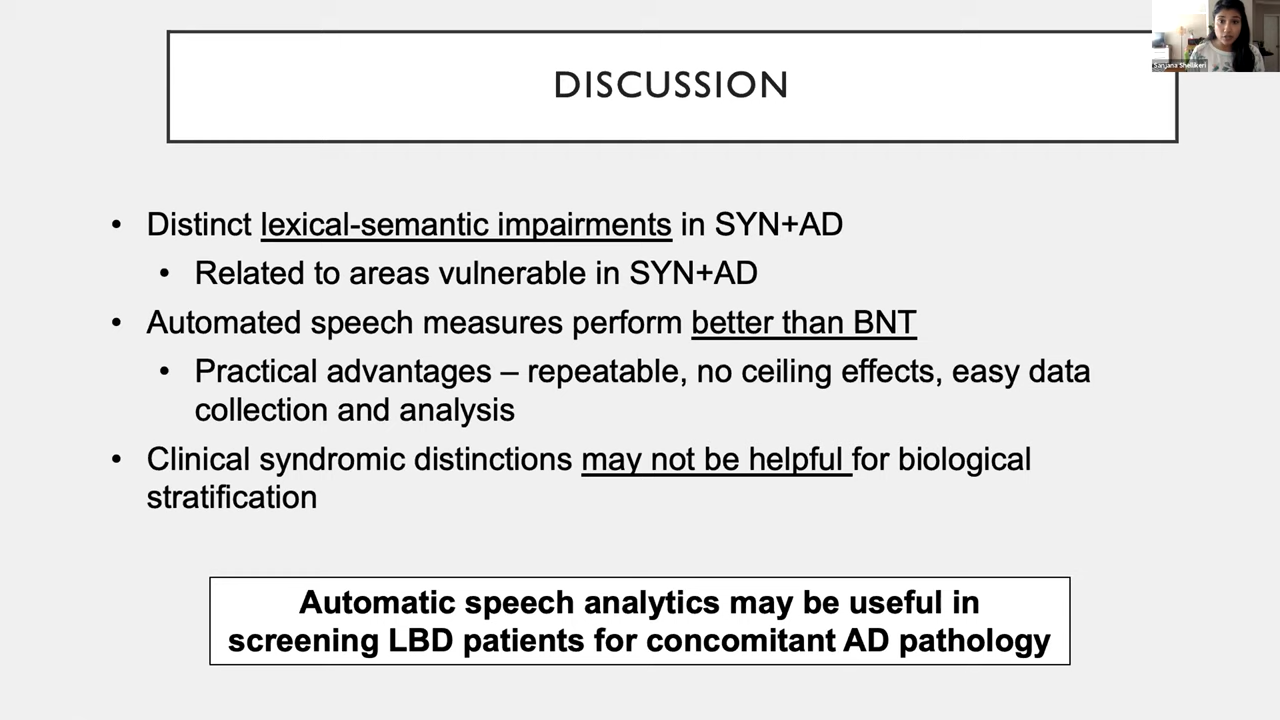 Sanjana Shellikeri
DISCUSSION
• Distinct lexical-semantic impairments in SYN+AD
• Related to areas vulnerable in SYN+AD
• Automated speech measures perform better than BNT
• Practical advantages – repeatable, no ceiling effects, easy data
collection and analysis
• Clinical syndromic distinctions may not be helpful for biological
stratification
Automatic speech analytics may be useful in
screening LBD patients for concomitant AD pathology